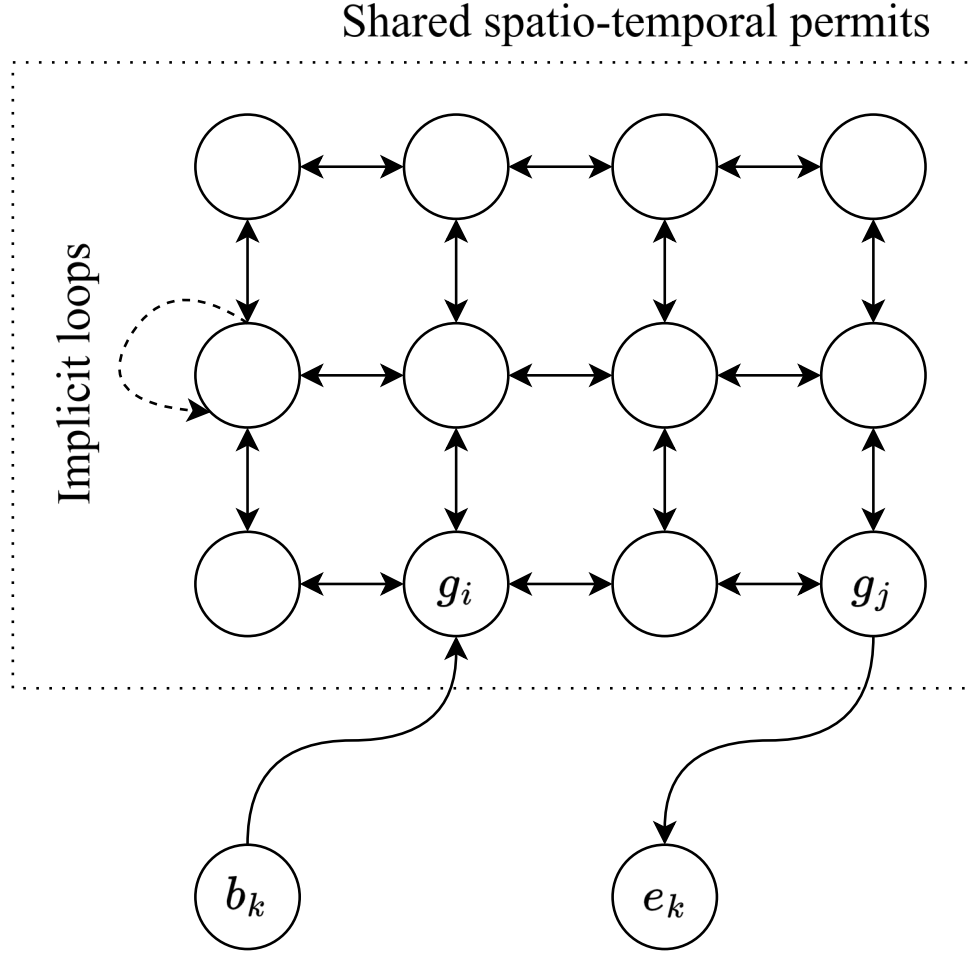 Shared spatio-temporal permits
Implicit loops
g_i
g_j
b_k
e_k